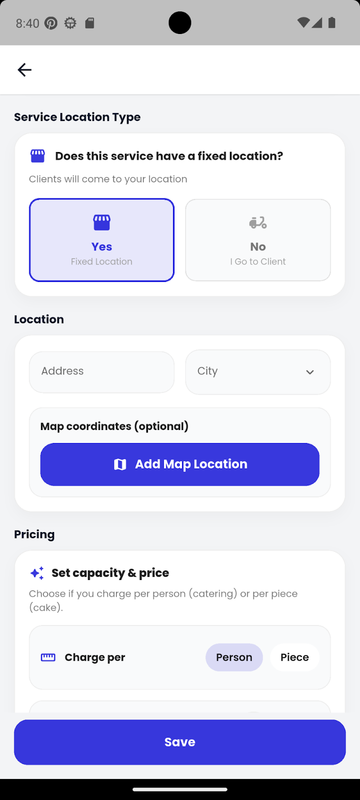 8:40
Service Location Type
Does this service have a fixed location?
Clients will come to your location
Yes
Fixed Location
No
I Go to Client
Location
Address
City
Map coordinates (optional)
Add Map Location
Pricing
Set capacity & price
Choose if you charge per person (catering) or per piece
(cake).
Charge per
Person
Piece
Save